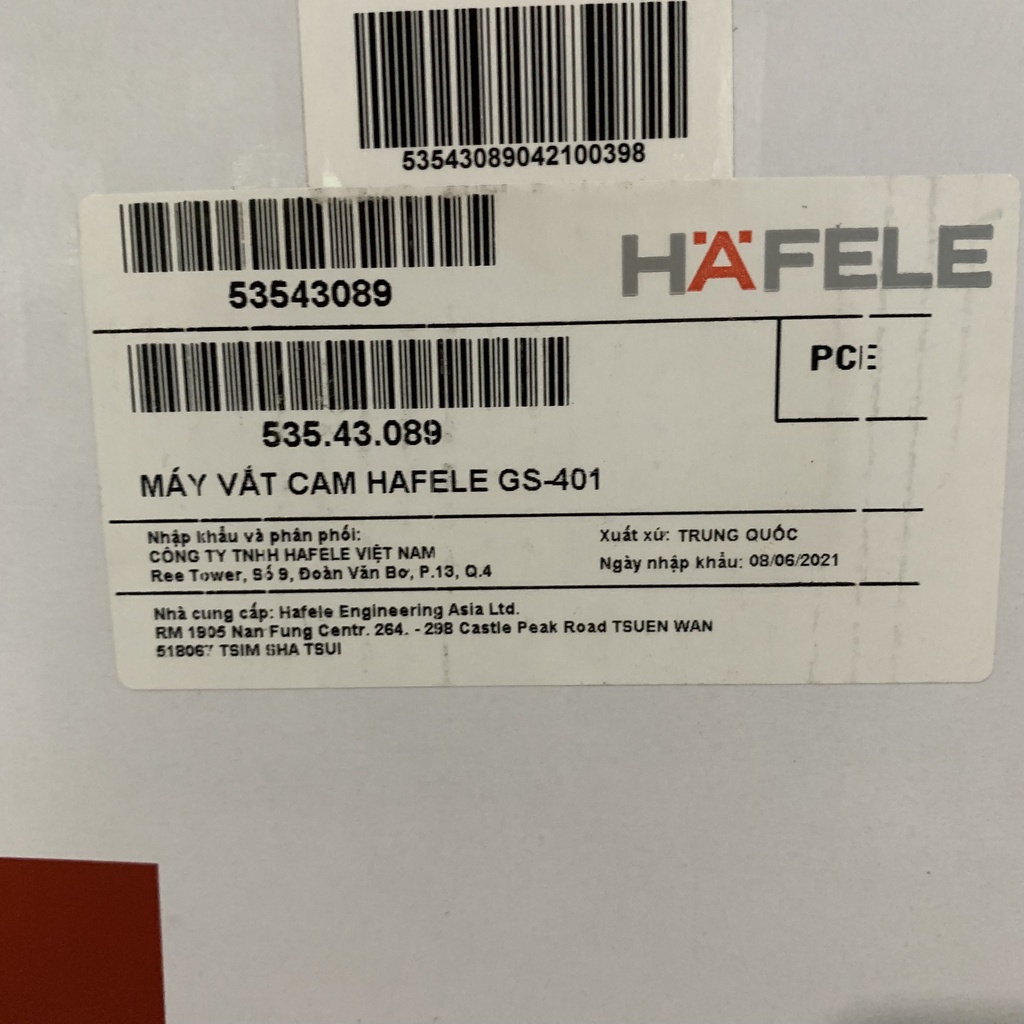 53543089042100398
53543089
HÄFELE
PCE
535.43.089
MÁY VẮT CAM HAFELE GS-401
Nhập khẩu và phân phối:
CÔNG TY TNHH HAFELE VIỆT NAM
Ree Tower, Số 9, Đoàn Văn Bơ, P.13, Q.4
Xuất xứ: TRUNG QUỐC
Ngày nhập khẩu: 08/06/2021
Nhà cung cấp: Hafele Engineering Asia Ltd.
RM 1905 Nan Fung Centr. 264. - 298 Castle Peak Road TSUEN WAN
518067 TSIM SHA TSUI